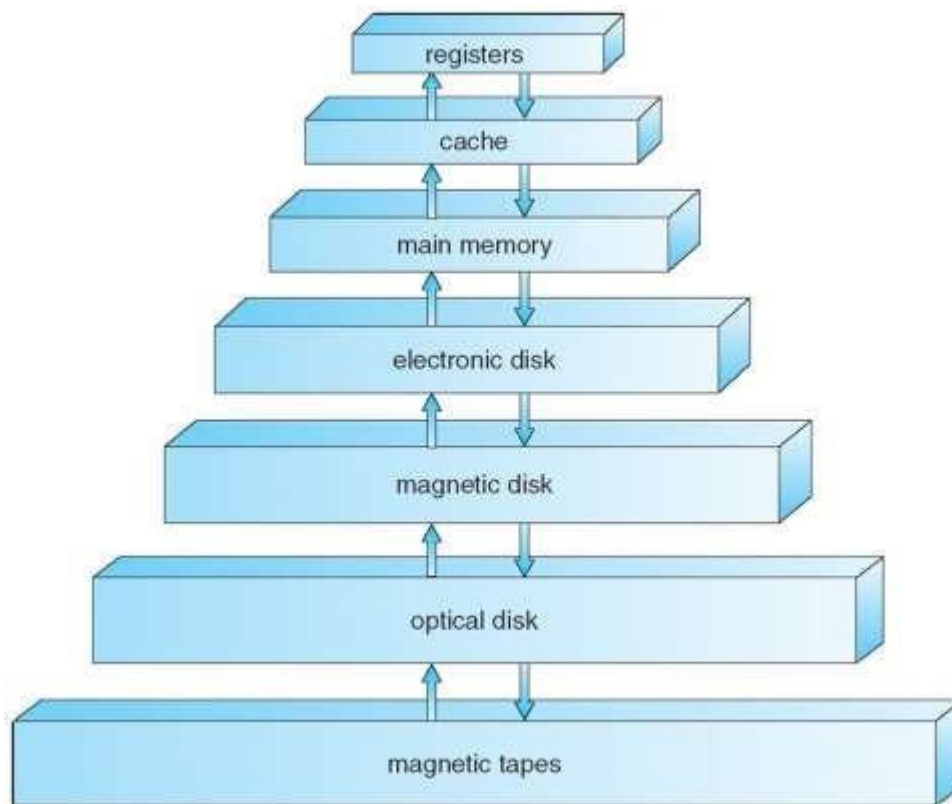 registers
cache
main memory
electronic disk
magnetic disk
optical disk
magnetic tapes